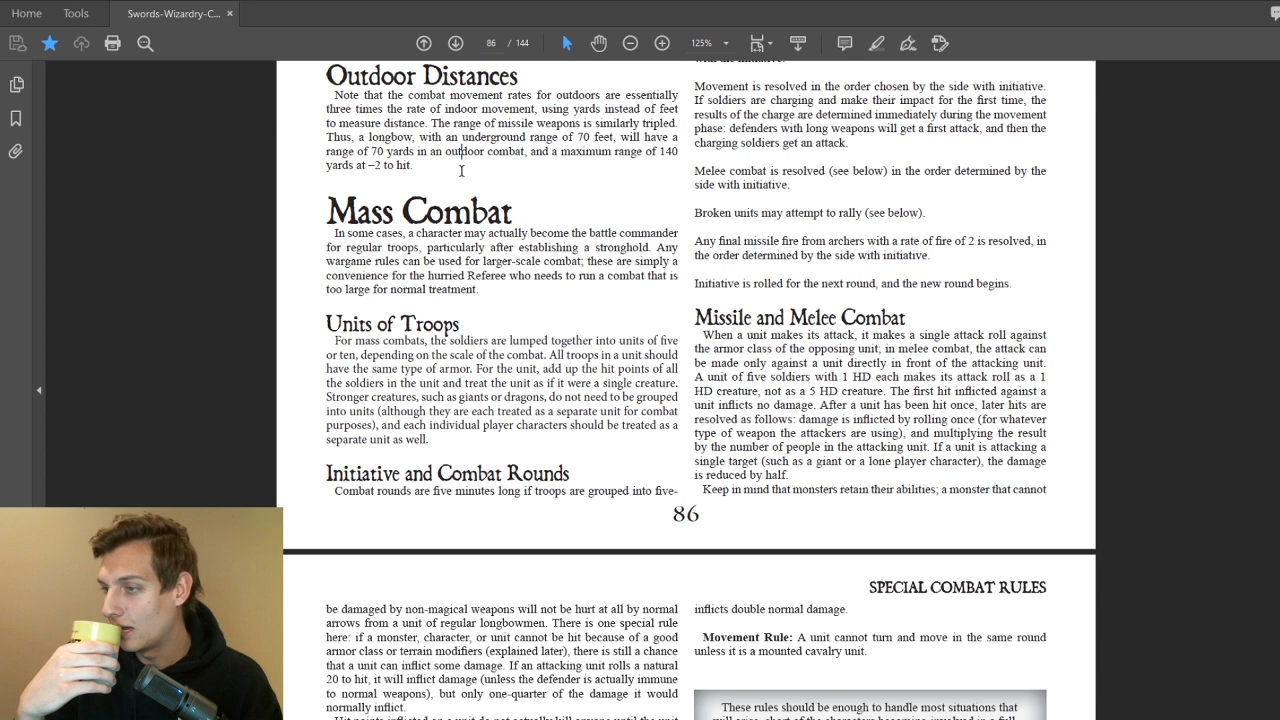 Home
Tools
Swords-Wizardry-C...
86 / 144
125%
Outdoor Distances
Note that the combat movement rates for outdoors are essentially
three times the rate of indoor movement, using yards instead of feet
to measure distance. The range of missile weapons is similarly tripled.
Thus, a longbow, with an underground range of 70 feet, will have a
range of 70 yards in an outdoor combat, and a maximum range of 140
yards at –2 to hit.
Mass Combat
In some cases, a character may actually become the battle commander
for regular troops, particularly after establishing a stronghold. Any
wargame rules can be used for larger-scale combat; these are simply a
convenience for the hurried Referee who needs to run a combat that is
too large for normal treatment.
Units of Troops
For mass combats, the soldiers are lumped together into units of five
or ten, depending on the scale of the combat. All troops in a unit should
have the same type of armor. For the unit, add up the hit points of all
the soldiers in the unit and treat the unit as if it were a single creature.
Stronger creatures, such as giants or dragons, do not need to be grouped
into units (although they are each treated as a separate unit for combat
purposes), and each individual player characters should be treated as a
separate unit as well.
Initiative and Combat Rounds
Combat rounds are five minutes long if troops are grouped into five-
with the initiative.
Movement is resolved in the order chosen by the side with initiative.
If soldiers are charging and make their impact for the first time, the
results of the charge are determined immediately during the movement
phase: defenders with long weapons will get a first attack, and then the
charging soldiers get an attack.
Melee combat is resolved (see below) in the order determined by the
side with initiative.
Broken units may attempt to rally (see below).
Any final missile fire from archers with a rate of fire of 2 is resolved, in
the order determined by the side with initiative.
Initiative is rolled for the next round, and the new round begins.
Missile and Melee Combat
When a unit makes its attack, it makes a single attack roll against
the armor class of the opposing unit; in melee combat, the attack can
be made only against a unit directly in front of the attacking unit.
A unit of five soldiers with 1 HD each makes its attack roll as a 1
HD creature, not as a 5 HD creature. The first hit inflicted against a
unit inflicts no damage. After a unit has been hit once, later hits are
resolved as follows: damage is inflicted by rolling once (for whatever
type of weapon the attackers are using), and multiplying the result
by the number of people in the attacking unit. If a unit is attacking a
single target (such as a giant or a lone player character), the damage
is reduced by half.
Keep in mind that monsters retain their abilities; a monster that cannot
86
SPECIAL COMBAT RULES
be damaged by non-magical weapons will not be hurt at all by normal
arrows from a unit of regular longbowmen. There is one special rule
here: if a monster, character, or unit cannot be hit because of a good
armor class or terrain modifiers (explained later), there is still a chance
that a unit can inflict some damage. If an attacking unit rolls a natural
20 to hit, it will inflict damage (unless the defender is actually immune
to normal weapons), but only one-quarter of the damage it would
normally inflict.
Hit points inflicted on a unit do not actually kill anyone until the unit
inflicts double normal damage.
Movement Rule: A unit cannot turn and move in the same round
unless it is a mounted cavalry unit.
These rules should be enough to handle most situations that